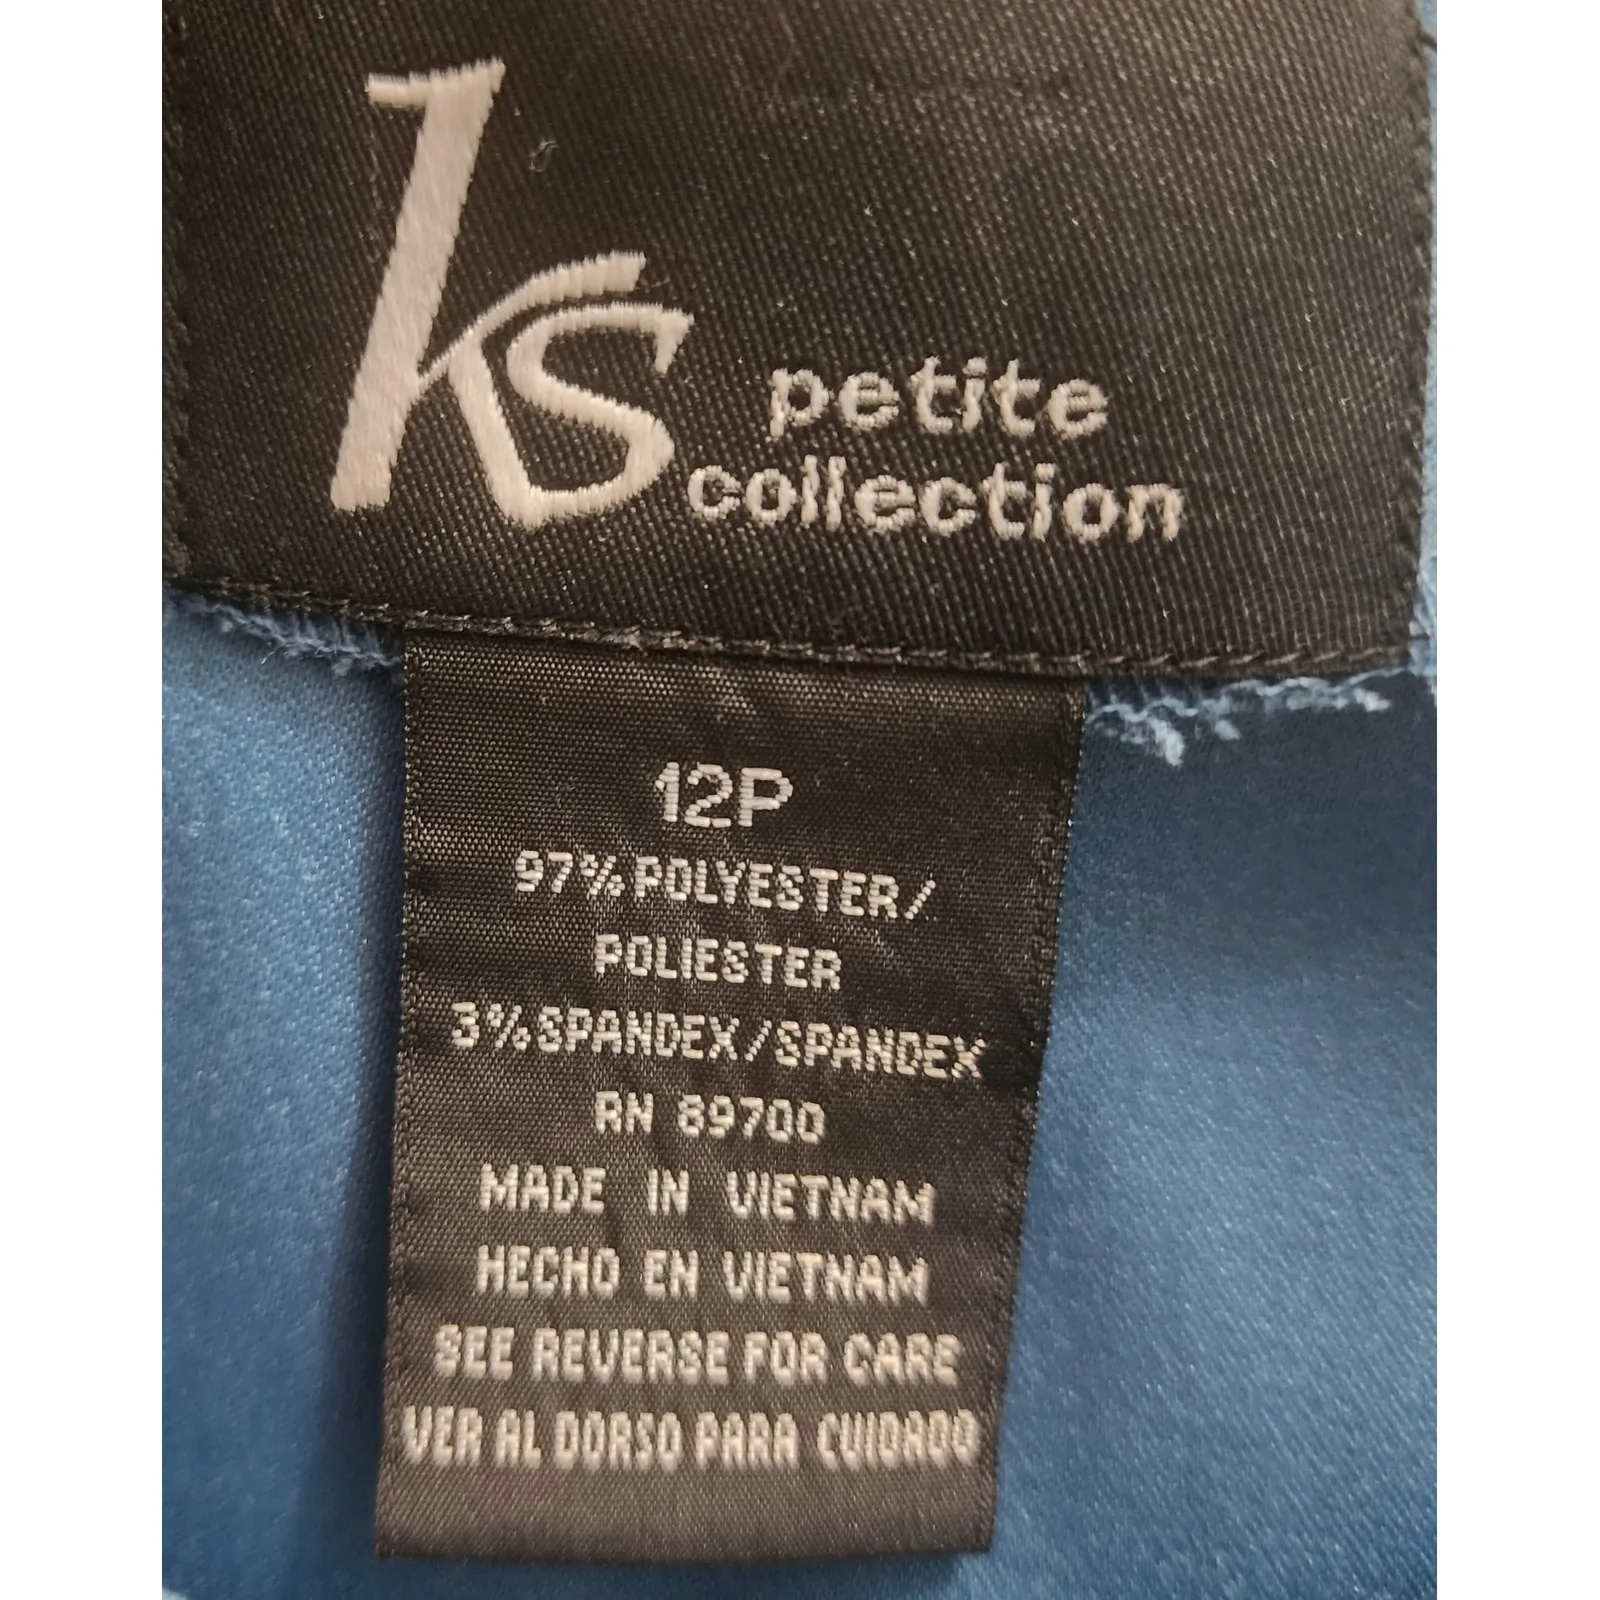 ks petite
collection
12P
97% POLYESTER/
POLIESTER
3% SPANDEX/SPANDEX
RN 89700
MADE IN VIETNAM
HECHO EN VIETNAM
SEE REVERSE FOR CARE
VER AL DORSO PARA CUIDADO